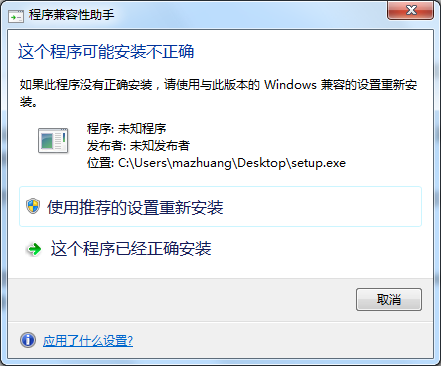 程序兼容性助手
这个程序可能安装不正确
如果此程序没有正确安装，请使用与此版本的 Windows 兼容的设置重新安
装。
程序: 未知程序
发布者: 未知发布者
位置: C:\Users\mazhuang\Desktop\setup.exe
使用推荐的设置重新安装
这个程序已经正确安装
取消
应用了什么设置?